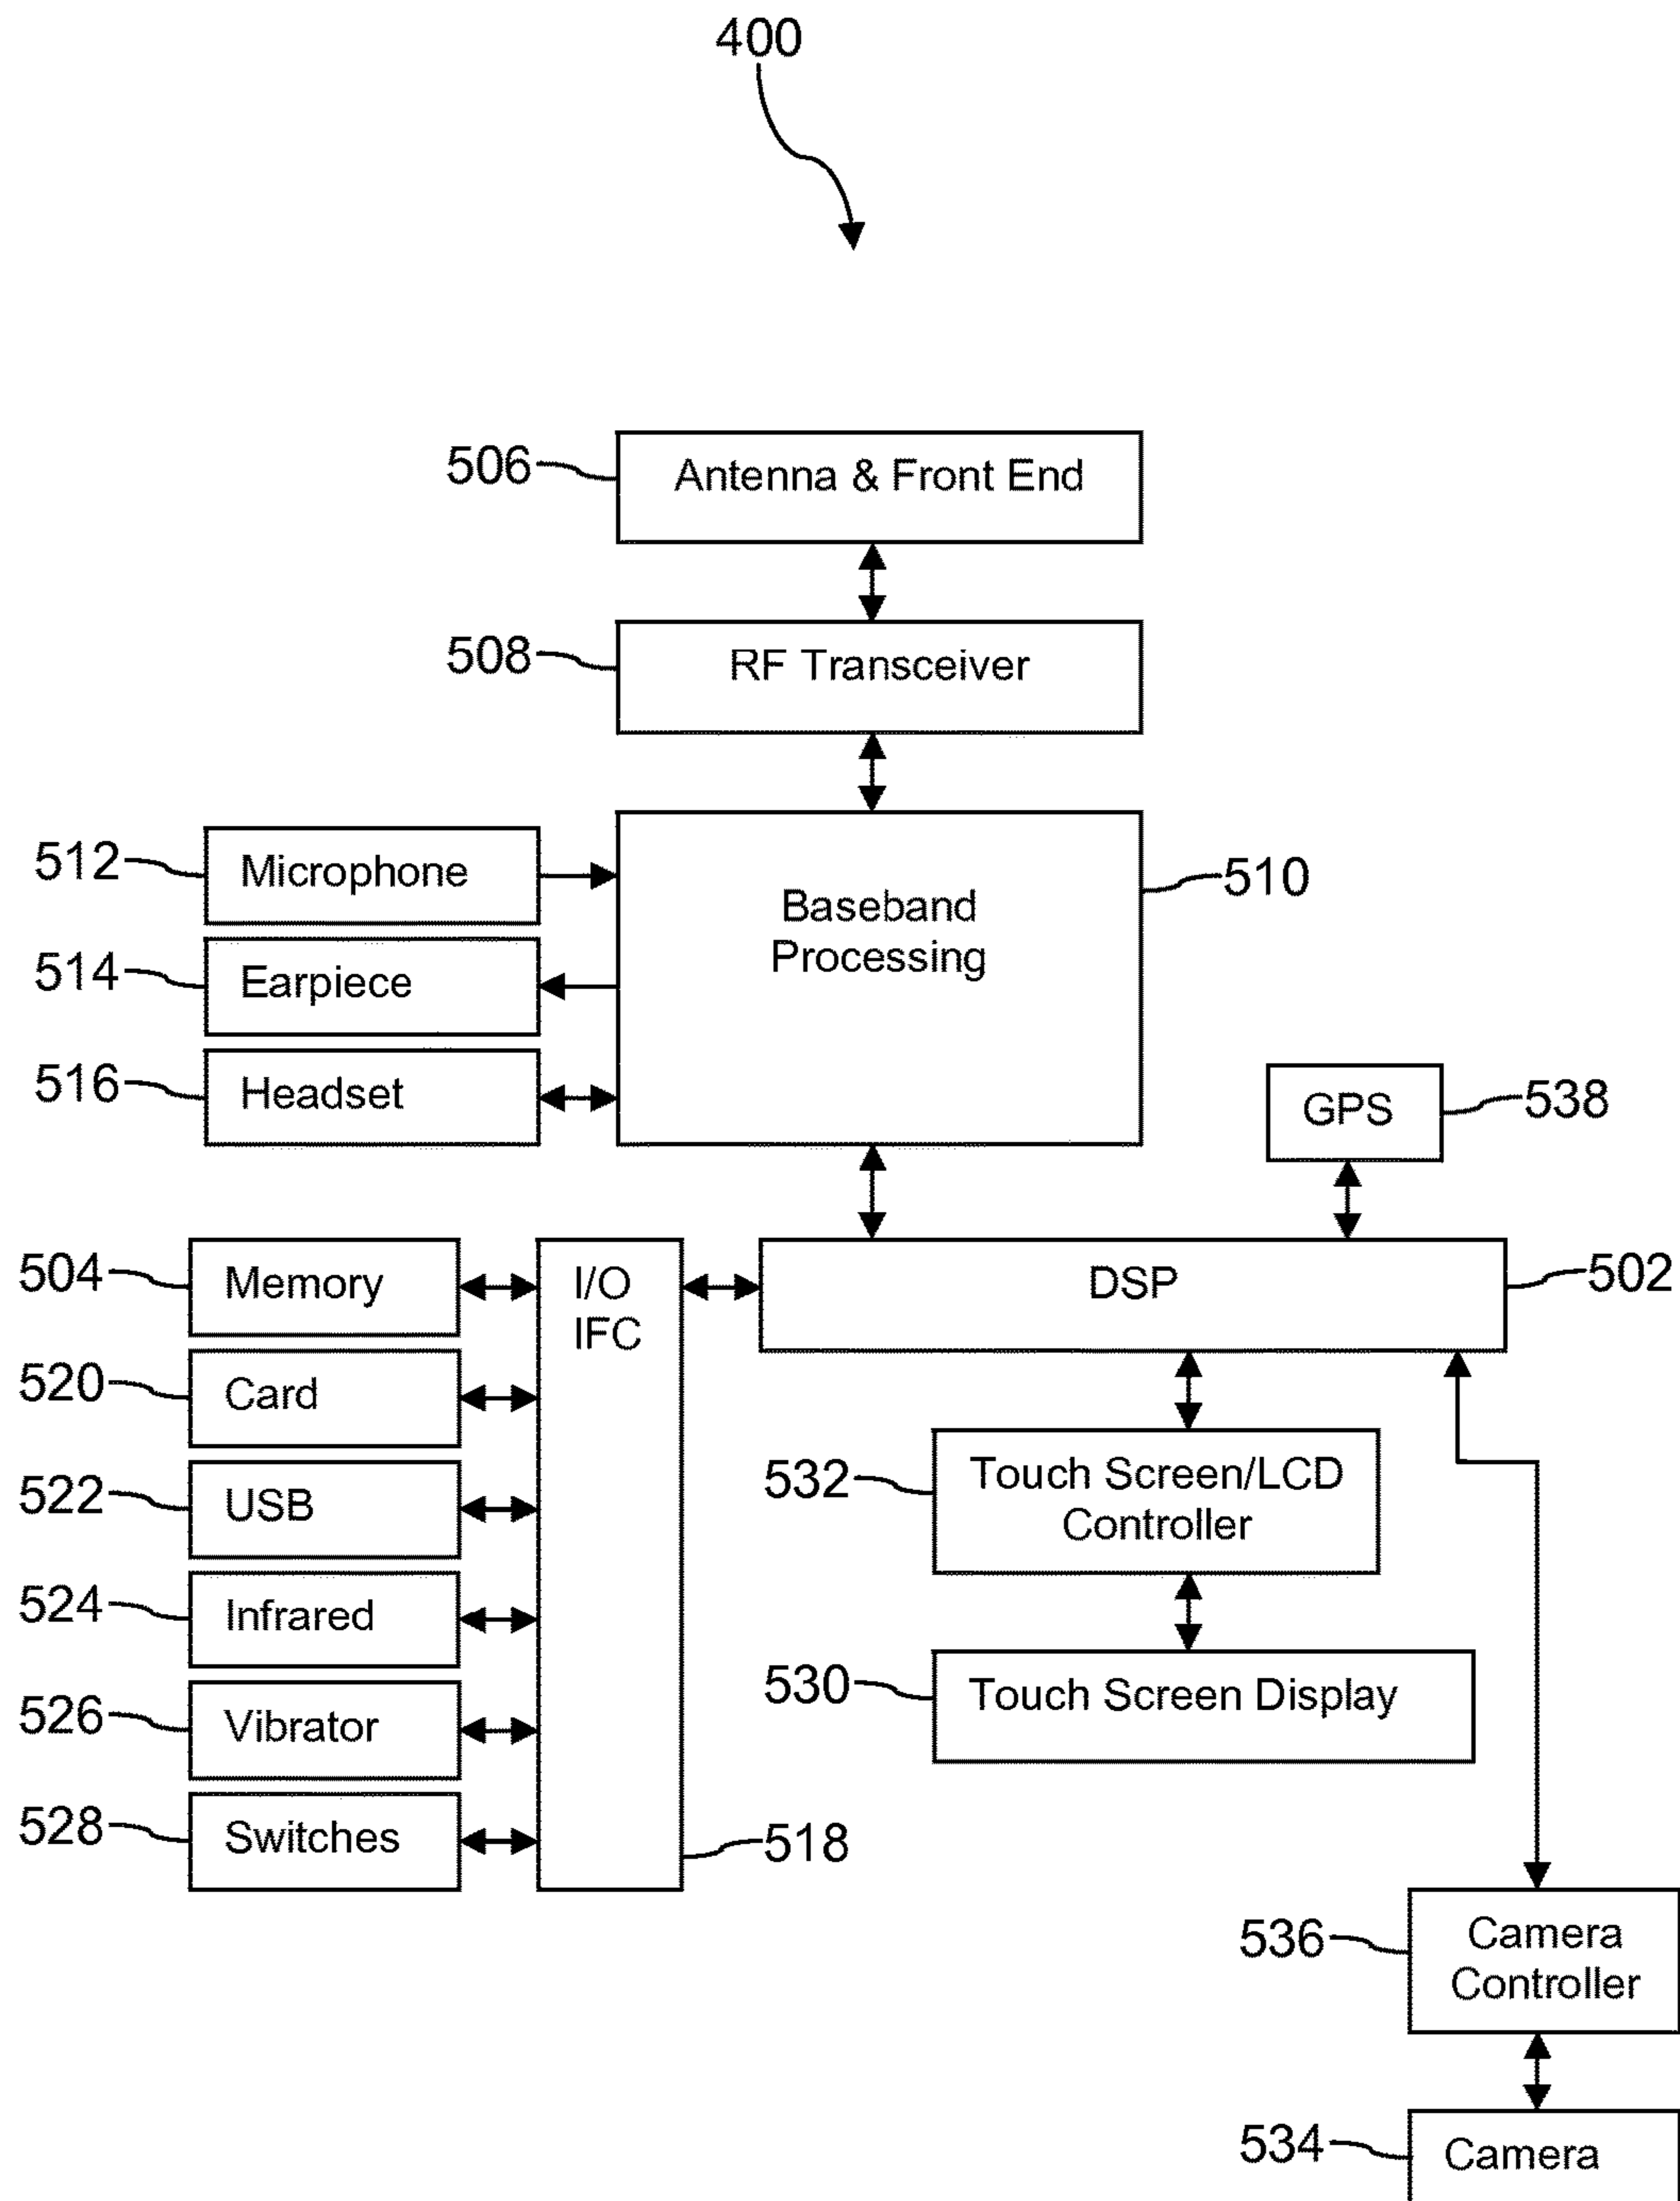 400
506
Antenna & Front End
508
RF Transceiver
512
Microphone
Baseband
Processing
510
514
Earpiece
516
Headset
GPS
538
504
Memory
I/O
IFC
DSP
502
520
Card
522
USB
532
Touch Screen/LCD
Controller
524
Infrared
526
Vibrator
530
Touch Screen Display
528
Switches
518
536
Camera
Controller
534
Camera